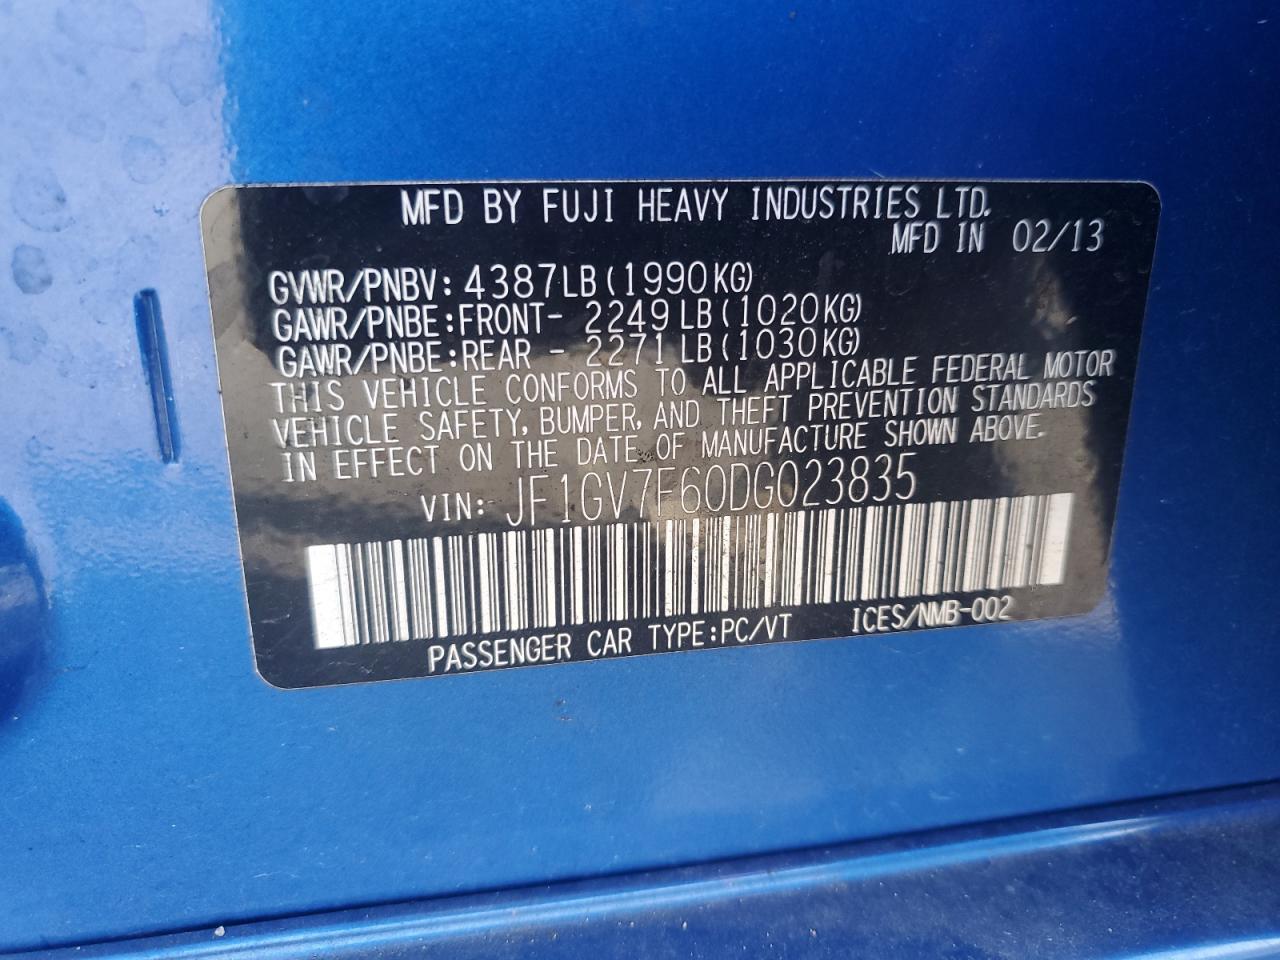 MFD BY FUJI HEAVY INDUSTRIES LTD.
MFD IN 02/13
GVWR/PNBV: 4387LB (1990KG)
GAWR/PNBE:FRONT- 2249LB (1020KG)
GAWR/PNBE:REAR - 2271LB (1030KG)
THIS VEHICLE CONFORMS TO ALL APPLICABLE FEDERAL MOTOR
VEHICLE SAFETY, BUMPER, AND THEFT PREVENTION STANDARDS
IN EFFECT ON THE DATE OF MANUFACTURE SHOWN ABOVE.
VIN: JF1GV7E60DG023835
PASSENGER CAR TYPE:PC/VT ICES/NMB-002